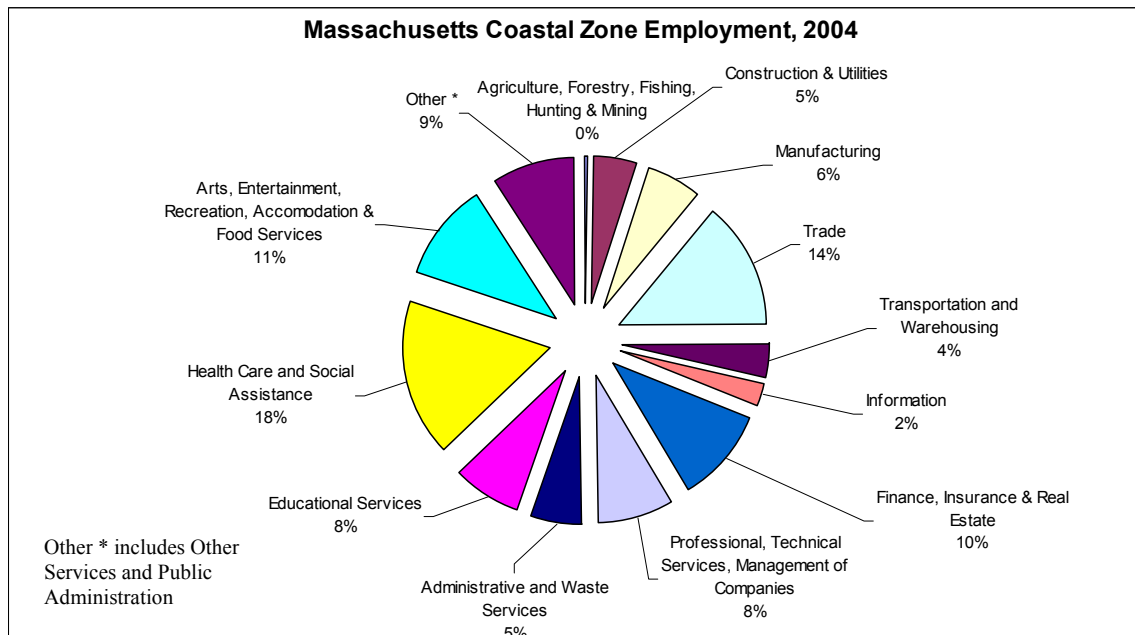 Massachusetts Coastal Zone Employment, 2004
Agriculture, Forestry, Fishing,
Hunting & Mining
0%
Construction & Utilities
5%
Manufacturing
6%
Trade
14%
Transportation and
Warehousing
4%
Information
2%
Finance, Insurance & Real
Estate
10%
Professional, Technical
Services, Management of
Companies
8%
Administrative and Waste
Services
5%
Educational Services
8%
Health Care and Social
Assistance
18%
Arts, Entertainment,
Recreation, Accomodation &
Food Services
11%
Other *
9%
Other * includes Other
Services and Public
Administration